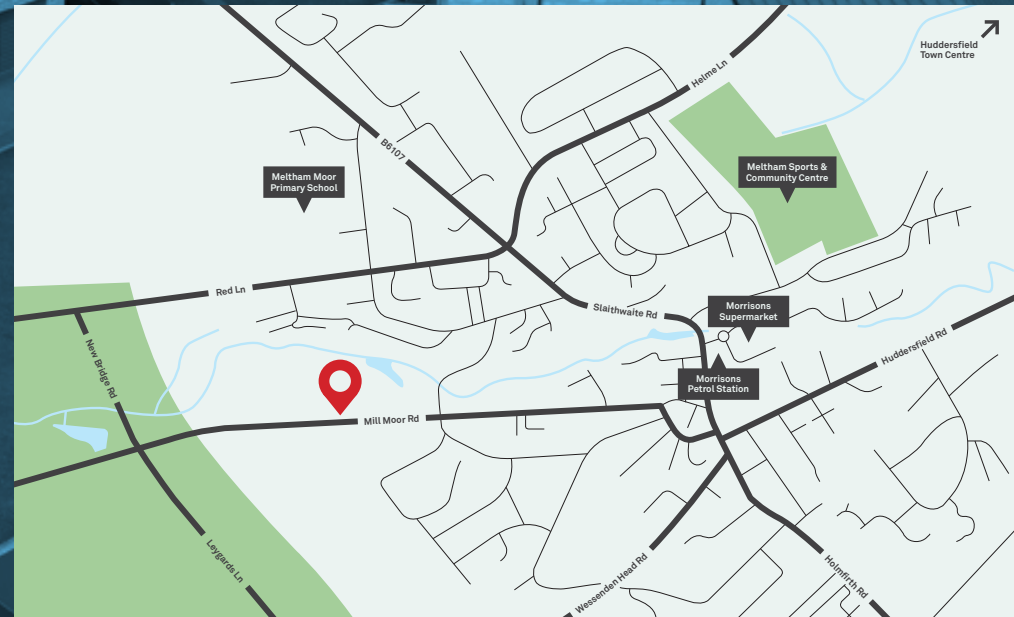 Huddersfield
Town Centre
Helme Ln
B6107
Meltham Moor
Primary School
Meltham Sports &
Community Centre
Red Ln
Slaithwaite Rd
Morrisons
Supermarket
New Bridge Rd
Huddersfield Rd
Morrisons
Petrol Station
Mill Moor Rd
Leygards Ln
Wessenden Head Rd
Holmfirth Rd